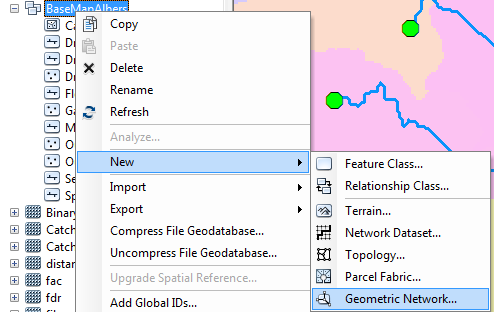 BaseMapAlbers
Ca
Dr
Dr
Dr
Fl
Ga
M
O
O
Se
Sp
Binary
Catch
Catch
distan
fac
fdr
Copy
Paste
Delete
Rename
Refresh
Analyze...
New
Import
Export
Compress File Geodatabase...
Uncompress File Geodatabase...
Upgrade Spatial Reference...
Add Global IDs...
Feature Class...
Relationship Class...
Terrain...
Network Dataset...
Topology...
Parcel Fabric...
Geometric Network...